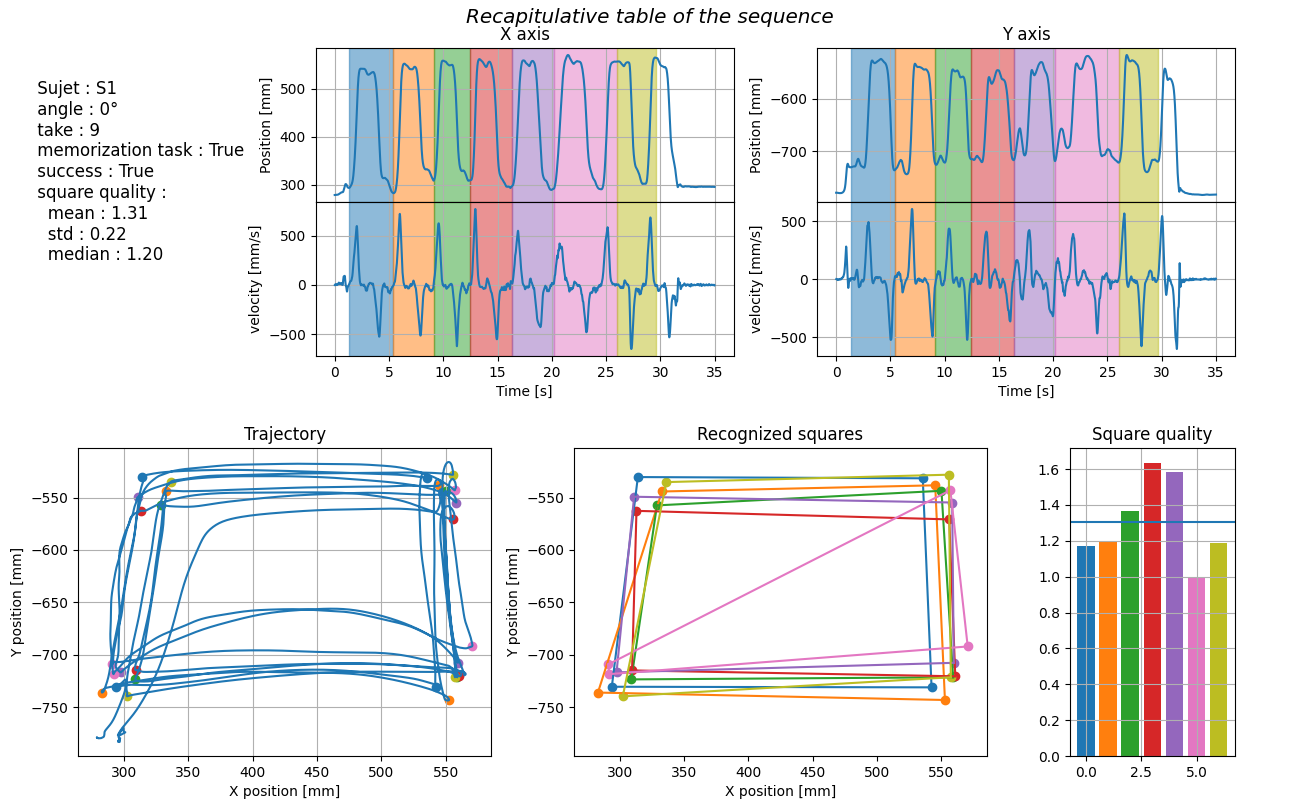 Recapitulative table of the sequence
X axis
Y axis
Sujet : S1
angle : 0°
take : 9
memorization task : True
success : True
square quality :
mean : 1.31
std : 0.22
median : 1.20
Position [mm]
500
400
300
velocity [mm/s]
500
0
−500
0 5 10 15 20 25 30 35
Time [s]
Position [mm]
−600
−700
velocity [mm/s]
500
0
−500
0 5 10 15 20 25 30 35
Time [s]
Trajectory
Y position [mm]
−550
−600
−650
−700
−750
300 350 400 450 500 550
X position [mm]
Recognized squares
Y position [mm]
−550
−600
−650
−700
−750
300 350 400 450 500 550
X position [mm]
Square quality
1.6
1.4
1.2
1.0
0.8
0.6
0.4
0.2
0.0
0.0 2.5 5.0